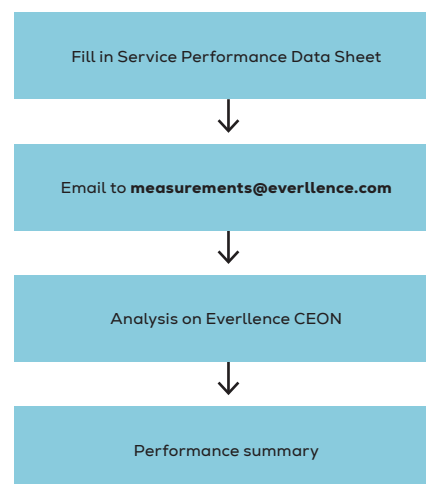 Fill in Service Performance Data Sheet
Email to measurements@everllence.com
Analysis on Everllence CEON
Performance summary